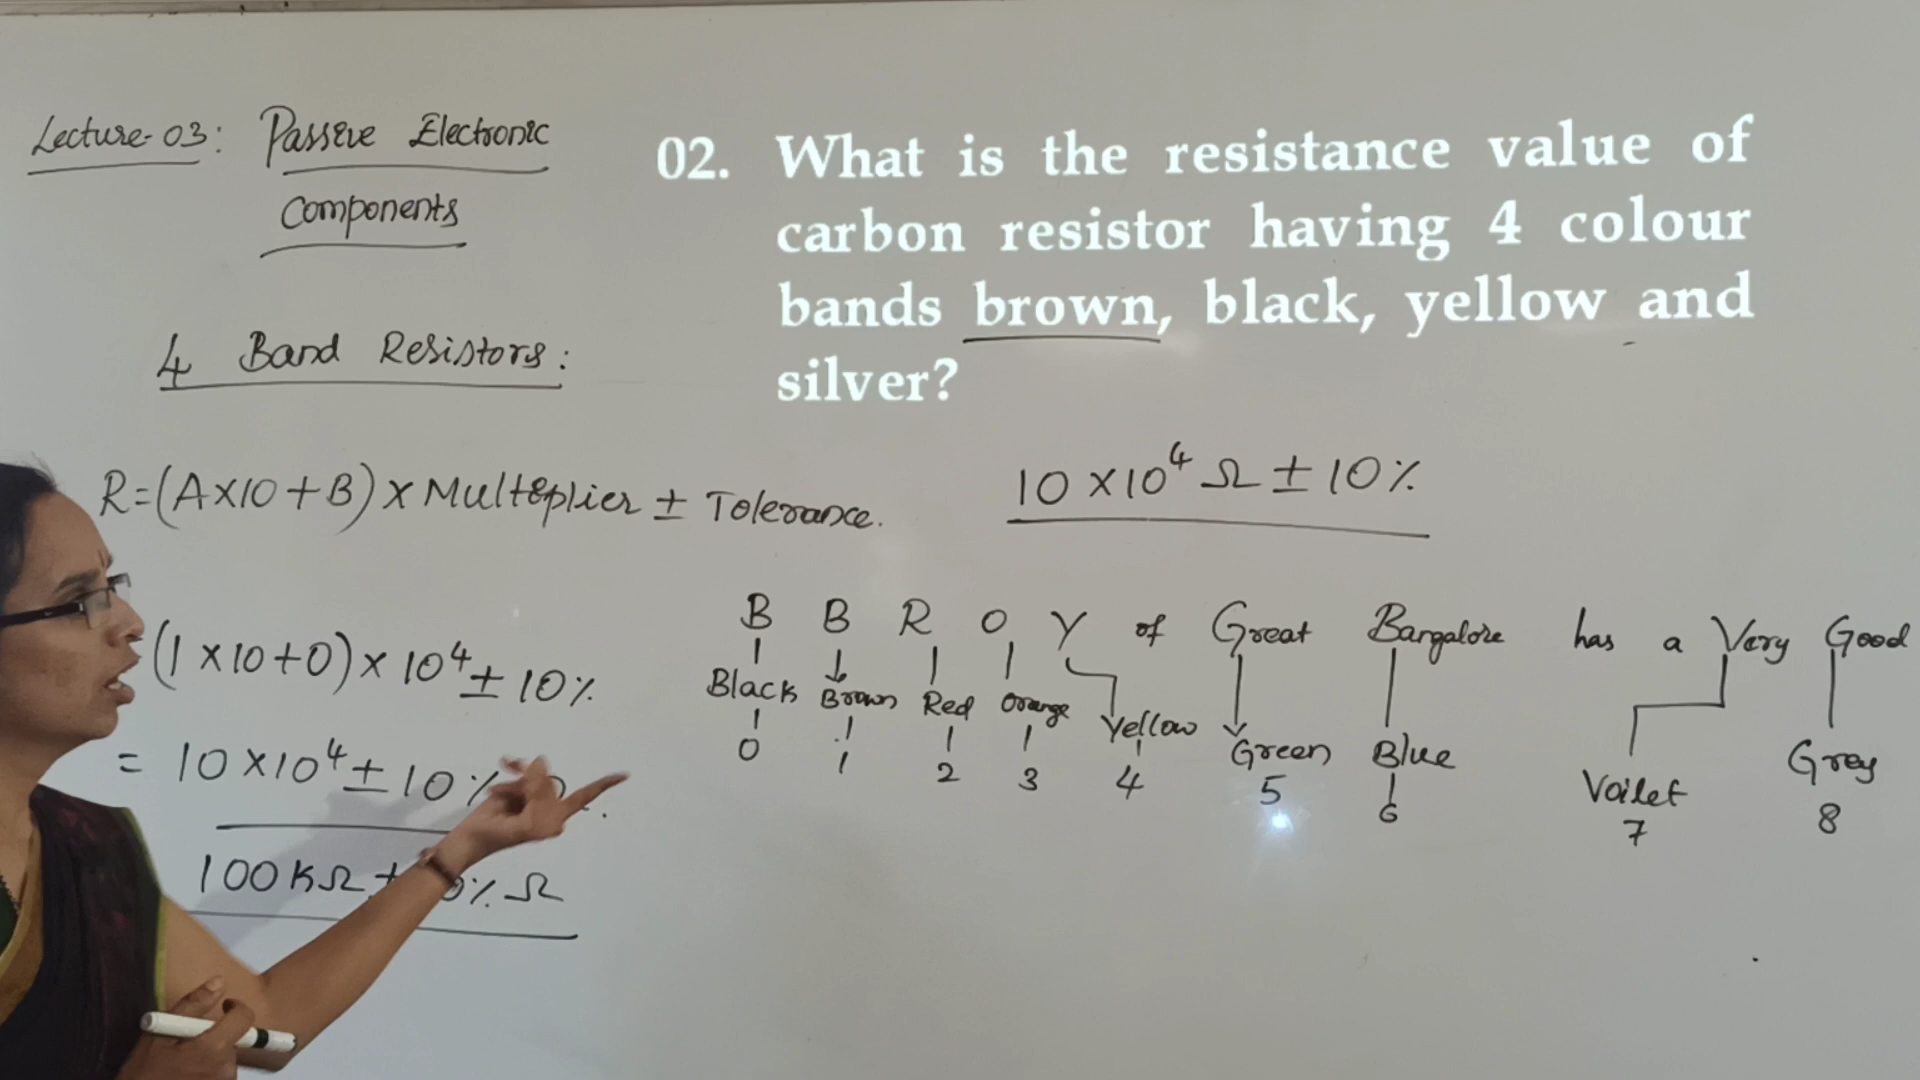 Lecture-03: Passive Electronic
Components
02. What is the resistance value of
carbon resistor having 4 colour
bands brown, black, yellow and
silver?
4 Band Resistors:
R=(A×10+B)×Multiplier ± Tolerance.
10×10⁴ Ω ± 10%
(1×10+0)×10⁴±10%
= 10×10⁴±10%
100KΩ ± 10% Ω
B B R O Y of Great Bangalore has a Very Good
Black Brown Red Orange Yellow Green Blue Voilet Grey
0 1 2 3 4 5 6 7 8